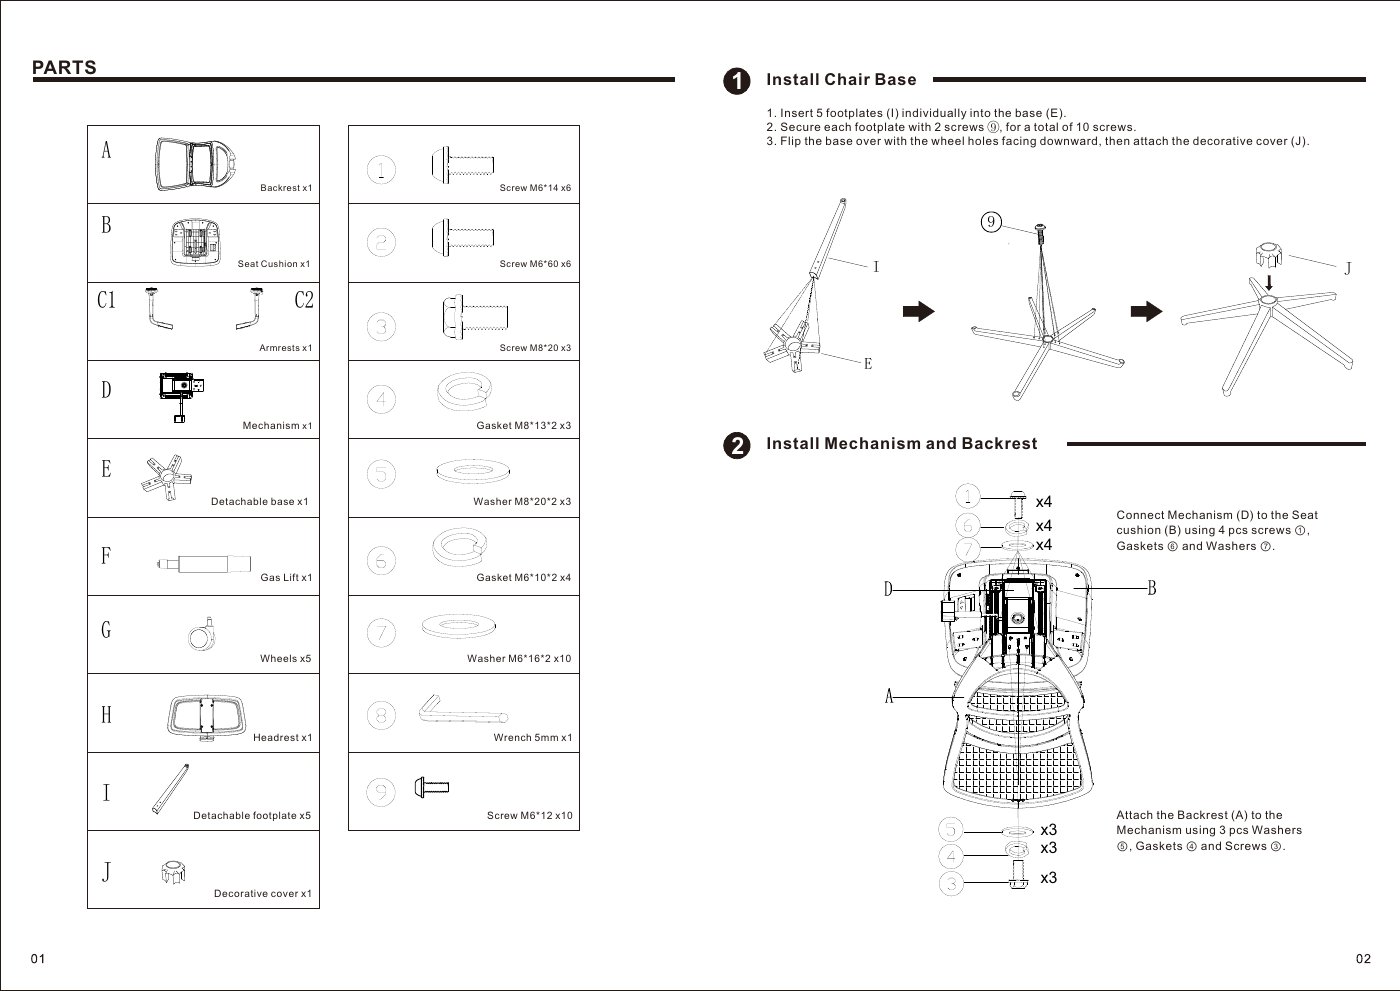 PARTS
A
Backrest x1
B
Seat Cushion x1
C1 C2
Armrests x1
D
Mechanism x1
E
Detachable base x1
F
Gas Lift x1
G
Wheels x5
H
Headrest x1
I
Detachable footplate x5
J
Decorative cover x1
①
Screw M6*14 x6
②
Screw M6*60 x6
③
Screw M8*20 x3
④
Gasket M8*13*2 x3
⑤
Washer M8*20*2 x3
⑥
Gasket M6*10*2 x4
⑦
Washer M6*16*2 x10
⑧
Wrench 5mm x1
⑨
Screw M6*12 x10
01
1 Install Chair Base
1. Insert 5 footplates (I) individually into the base (E).
2. Secure each footplate with 2 screws ⑨, for a total of 10 screws.
3. Flip the base over with the wheel holes facing downward, then attach the decorative cover (J).
I
E
⑨
J
2 Install Mechanism and Backrest
① x4
⑥ x4
⑦ x4
Connect Mechanism (D) to the Seat
cushion (B) using 4 pcs screws ①,
Gaskets ⑥ and Washers ⑦.
D
B
A
⑤ x3
④ x3
③ x3
Attach the Backrest (A) to the
Mechanism using 3 pcs Washers
⑤, Gaskets ④ and Screws ③.
02